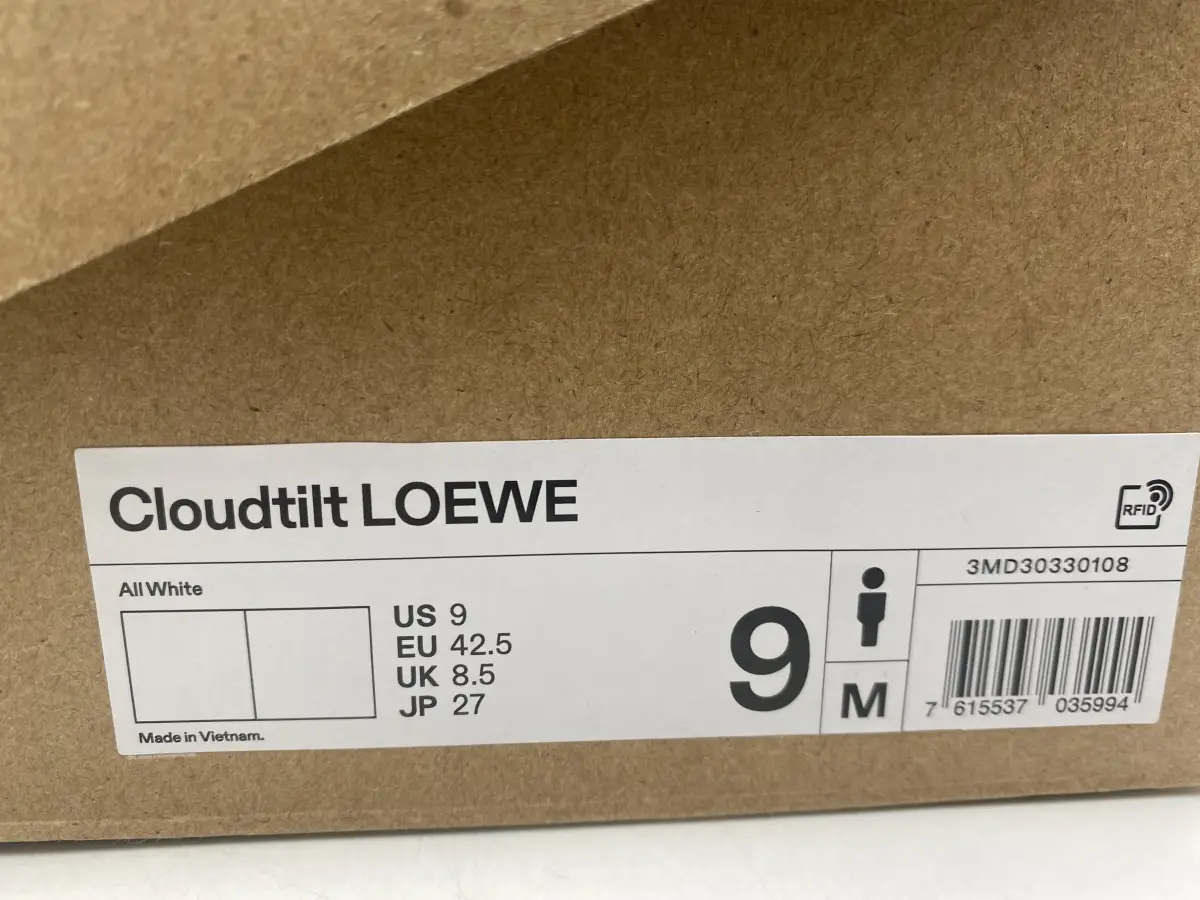 Cloudtilt LOEWE
RFID
All White
US 9
EU 42.5
UK 8.5
JP 27
Made in Vietnam.
9
M
3MD30330108
7 615537 035994